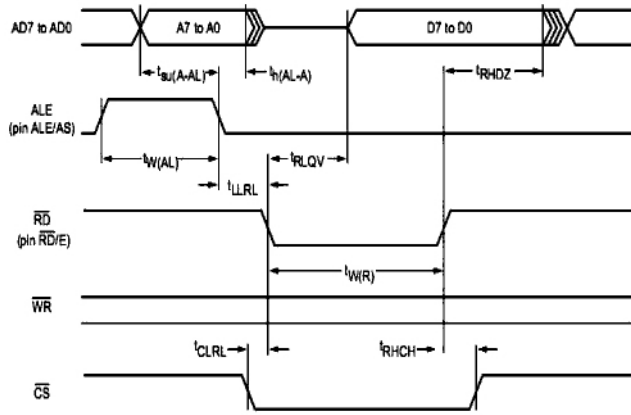 AD7 to AD0
A7 to A0
D7 to D0
tsu(A-AL)
th(AL-A)
tRHDZ
ALE
(pin ALE/AS)
tW(AL)
tRLQV
tLLRL
RD
(pin RD/E)
tW(R)
WR
tCLRL
tRHCH
CS